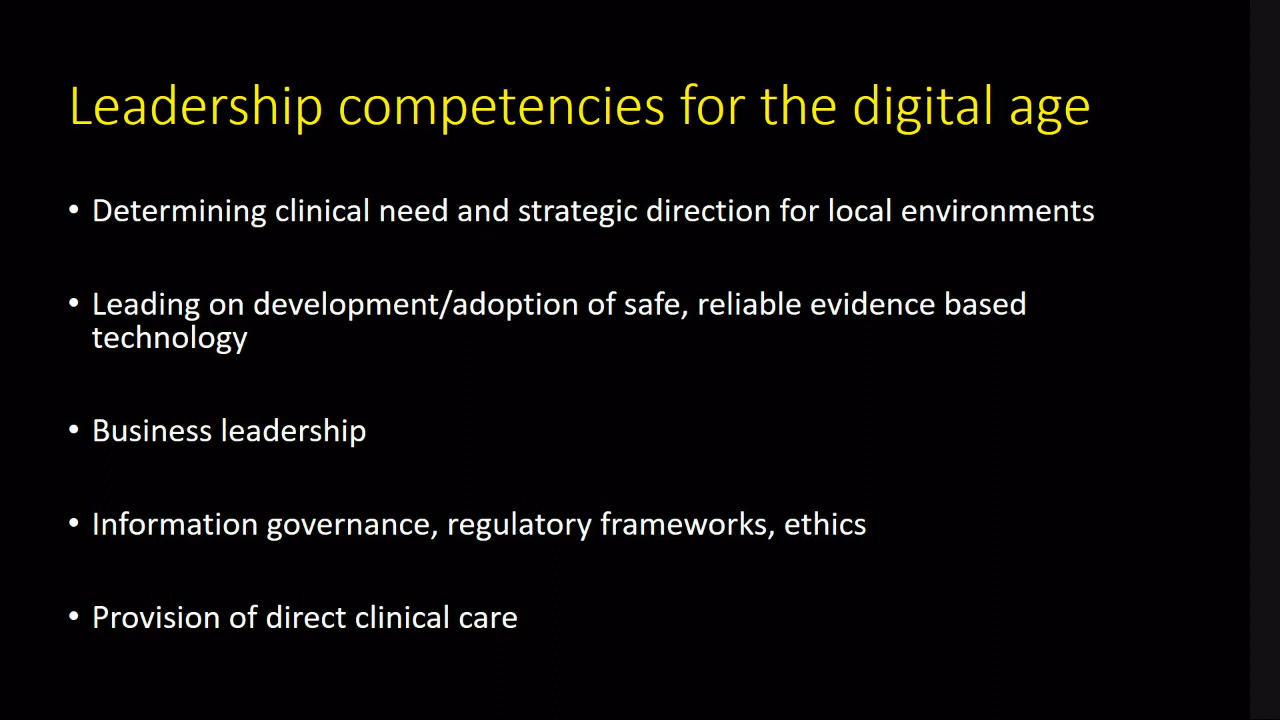 Leadership competencies for the digital age
• Determining clinical need and strategic direction for local environments
• Leading on development/adoption of safe, reliable evidence based
technology
• Business leadership
• Information governance, regulatory frameworks, ethics
• Provision of direct clinical care